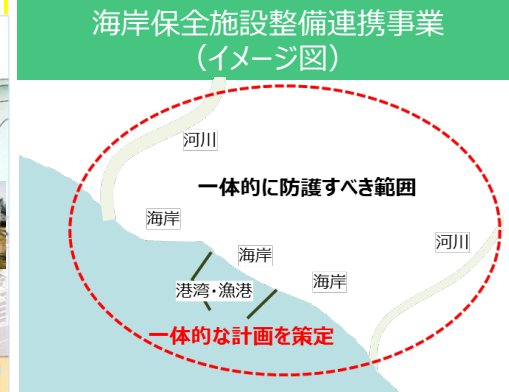 海岸保全施設整備連携事業
（イメージ図）
河川
一体的に防護すべき範囲
海岸
河川
海岸
海岸
港湾・漁港
一体的な計画を策定